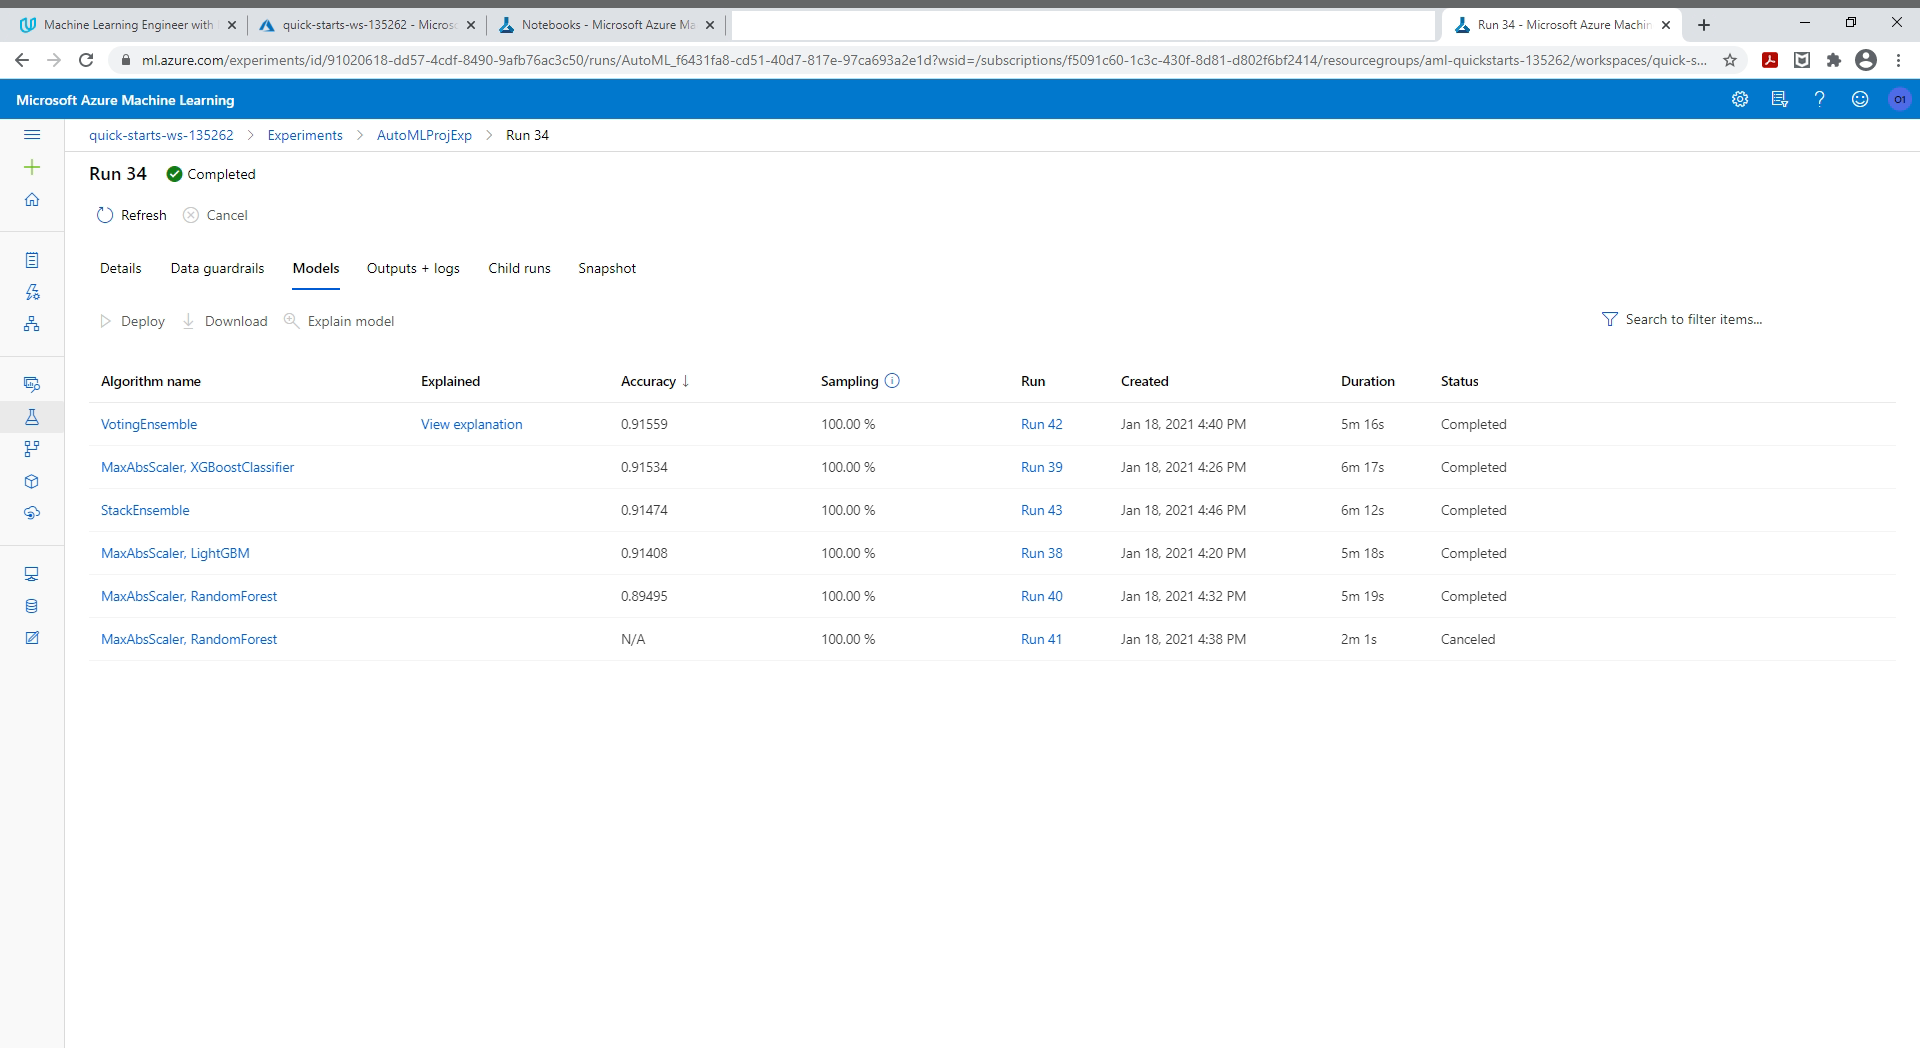 Machine Learning Engineer with
quick-starts-ws-135262 - Microsc
Notebooks - Microsoft Azure Ma
Run 34 - Microsoft Azure Machin
ml.azure.com/experiments/id/91020618-dd57-4cdf-8490-9afb76ac3c50/runs/AutoML_f6431fa8-cd51-40d7-817e-97ca693a2e1d?wsid=/subscriptions/f5091c60-1c3c-430f-8d81-d802f6bf2414/resourcegroups/aml-quickstarts-135262/workspaces/quick-s...
Microsoft Azure Machine Learning
O1
quick-starts-ws-135262 > Experiments > AutoMLProjExp > Run 34
Run 34 Completed
Refresh Cancel
Details Data guardrails Models Outputs + logs Child runs Snapshot
Deploy Download Explain model Search to filter items...
Algorithm name Explained Accuracy ↓ Sampling Run Created Duration Status
VotingEnsemble View explanation 0.91559 100.00 % Run 42 Jan 18, 2021 4:40 PM 5m 16s Completed
MaxAbsScaler, XGBoostClassifier 0.91534 100.00 % Run 39 Jan 18, 2021 4:26 PM 6m 17s Completed
StackEnsemble 0.91474 100.00 % Run 43 Jan 18, 2021 4:46 PM 6m 12s Completed
MaxAbsScaler, LightGBM 0.91408 100.00 % Run 38 Jan 18, 2021 4:20 PM 5m 18s Completed
MaxAbsScaler, RandomForest 0.89495 100.00 % Run 40 Jan 18, 2021 4:32 PM 5m 19s Completed
MaxAbsScaler, RandomForest N/A 100.00 % Run 41 Jan 18, 2021 4:38 PM 2m 1s Canceled